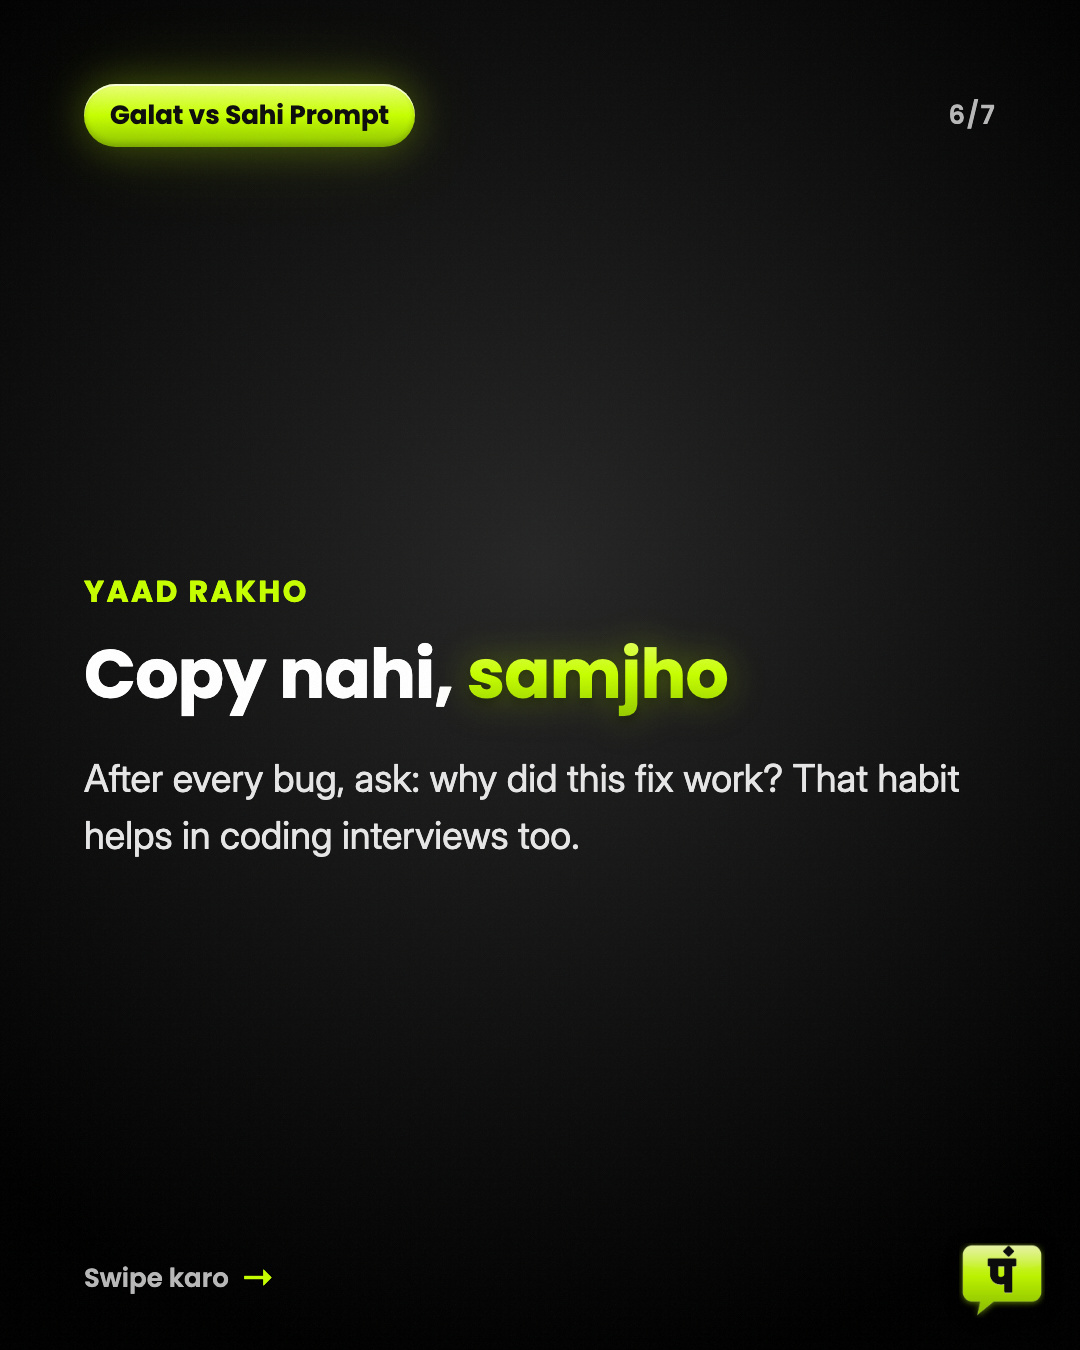 Galat vs Sahi Prompt
6/7
YAAD RAKHO
Copy nahi, samjho
After every bug, ask: why did this fix work? That habit
helps in coding interviews too.
Swipe karo →
पं